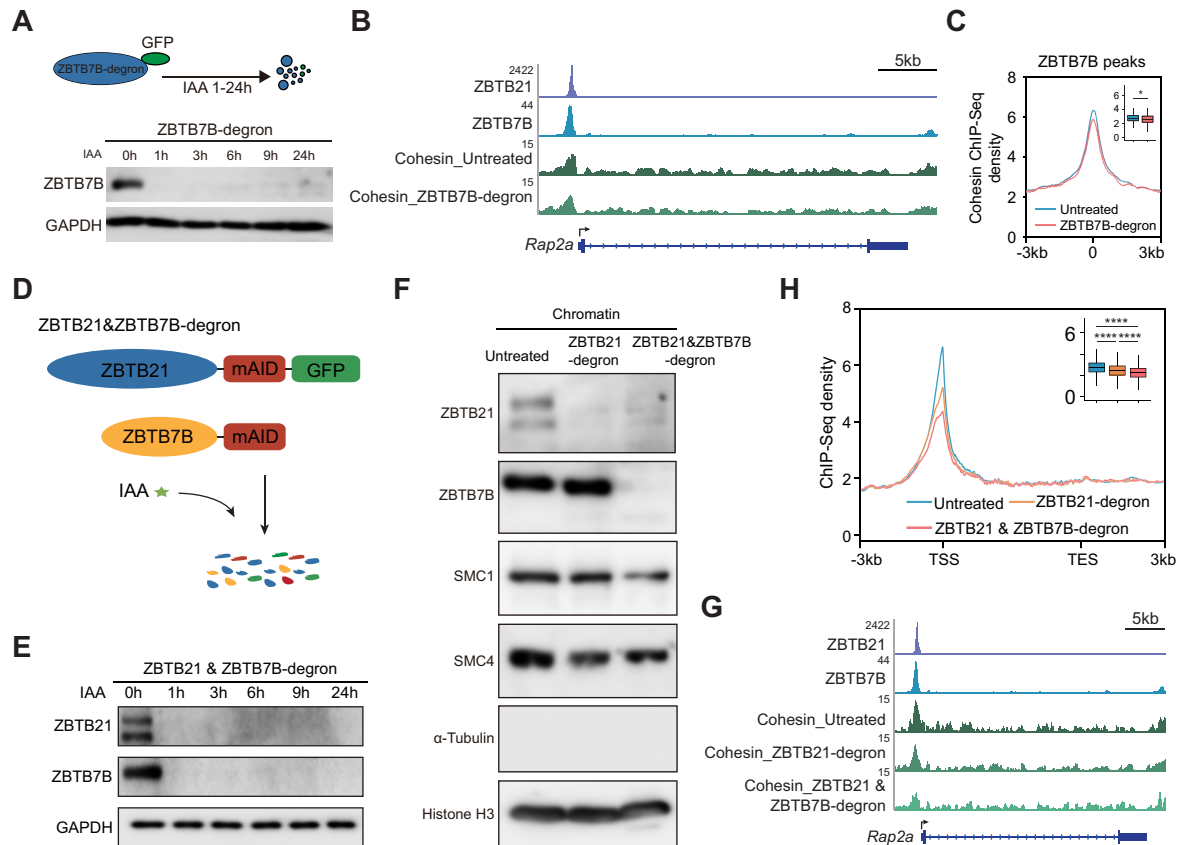 A
GFP
ZBTB7B-degron
IAA 1-24h
ZBTB7B-degron
IAA 0h 1h 3h 6h 9h 24h
ZBTB7B
GAPDH
B
5kb
2422
ZBTB21
44
ZBTB7B
15
Cohesin_Untreated
15
Cohesin_ZBTB7B-degron
Rap2a
C
ZBTB7B peaks
Cohesin ChIP-Seq
density
8
6
4
2
0
6
4
2
0
*
Untreated
ZBTB7B-degron
-3kb 0 3kb
D
ZBTB21&ZBTB7B-degron
ZBTB21 mAID GFP
ZBTB7B mAID
IAA
E
ZBTB21 & ZBTB7B-degron
IAA 0h 1h 3h 6h 9h 24h
ZBTB21
ZBTB7B
GAPDH
F
Chromatin
Untreated
ZBTB21
-degron
ZBTB21&ZBTB7B
-degron
ZBTB21
ZBTB7B
SMC1
SMC4
α-Tubulin
Histone H3
H
ChIP-Seq density
8
6
4
2
0
6
0
****
**** ****
Untreated ZBTB21-degron
ZBTB21 & ZBTB7B-degron
-3kb TSS TES 3kb
G
5kb
2422
ZBTB21
44
ZBTB7B
15
Cohesin_Utreated
15
Cohesin_ZBTB21-degron
15
Cohesin_ZBTB21 &
ZBTB7B-degron
Rap2a